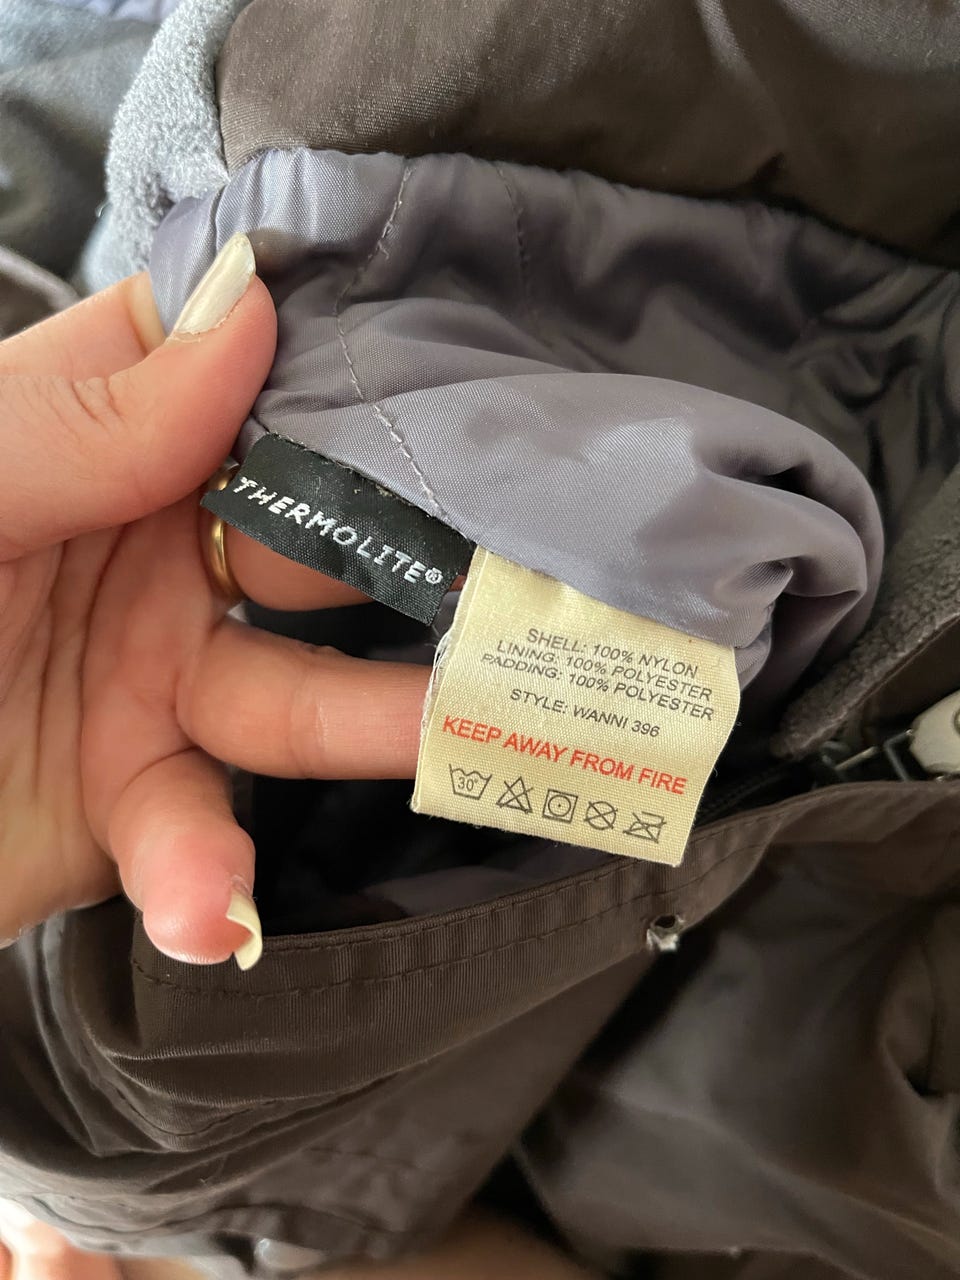 THERMOLITE®
SHELL: 100% NYLON
LINING: 100% POLYESTER
PADDING: 100% POLYESTER
STYLE: WANNI 396
KEEP AWAY FROM FIRE
30°